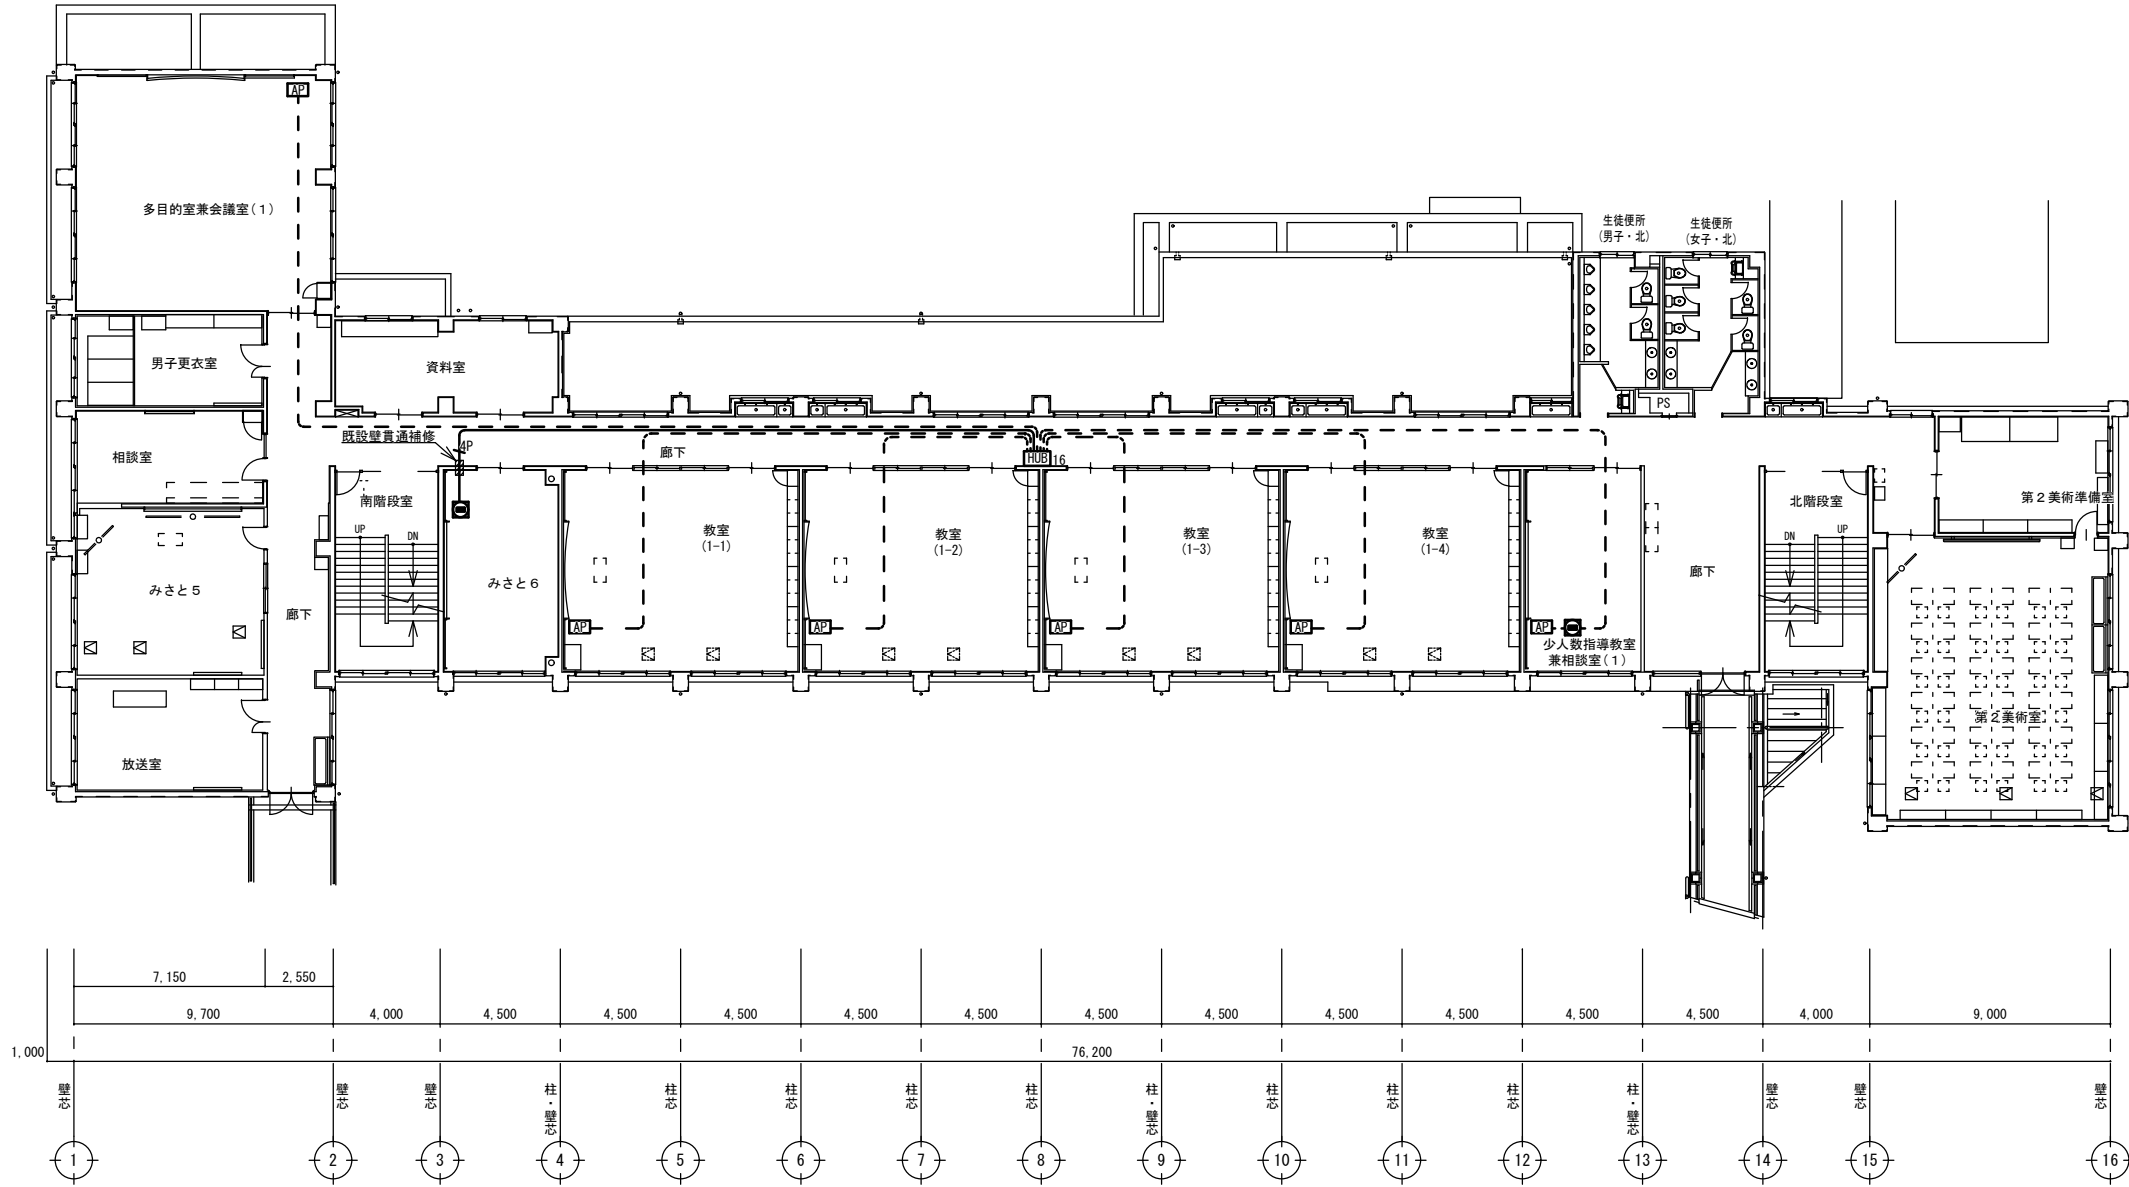 AP
多目的室兼会議室(1)
生徒便所
(男子・北)
生徒便所
(女子・北)
男子更衣室
資料室
PS
既設壁貫通補修
4P
廊下
HUB
16
相談室
南階段室
UP
DN
みさと5
廊下
みさと6
教室
(1-1)
教室
(1-2)
教室
(1-3)
教室
(1-4)
AP
AP
AP
AP
AP
少人数指導教室
兼相談室(1)
廊下
北階段室
DN
UP
第2美術準備室
第2美術室
放送室
7,150
2,550
9,700
4,000
4,500
4,500
4,500
4,500
4,500
4,500
4,500
4,500
4,500
4,500
4,500
4,000
9,000
1,000
76,200
壁芯
壁芯
壁芯
柱・壁芯
柱芯
柱芯
柱芯
柱芯
柱・壁芯
柱芯
柱芯
柱芯
柱・壁芯
壁芯
壁芯
壁芯
1
2
3
4
5
6
7
8
9
10
11
12
13
14
15
16